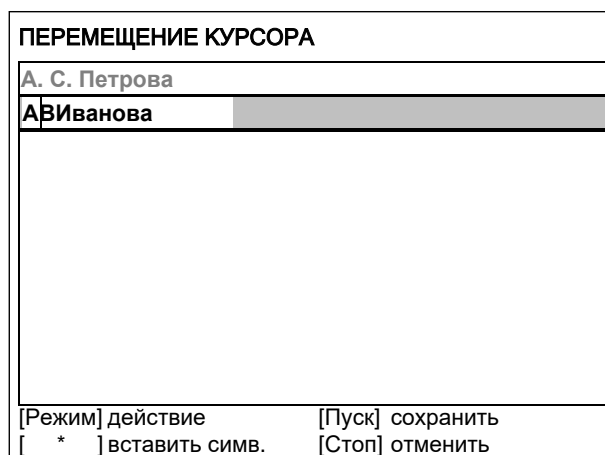 ПЕРЕМЕЩЕНИЕ КУРСОРА
А. С. Петрова
АВИванова
[Режим] действие [Пуск] сохранить
[ * ] вставить симв. [Стоп] отменить